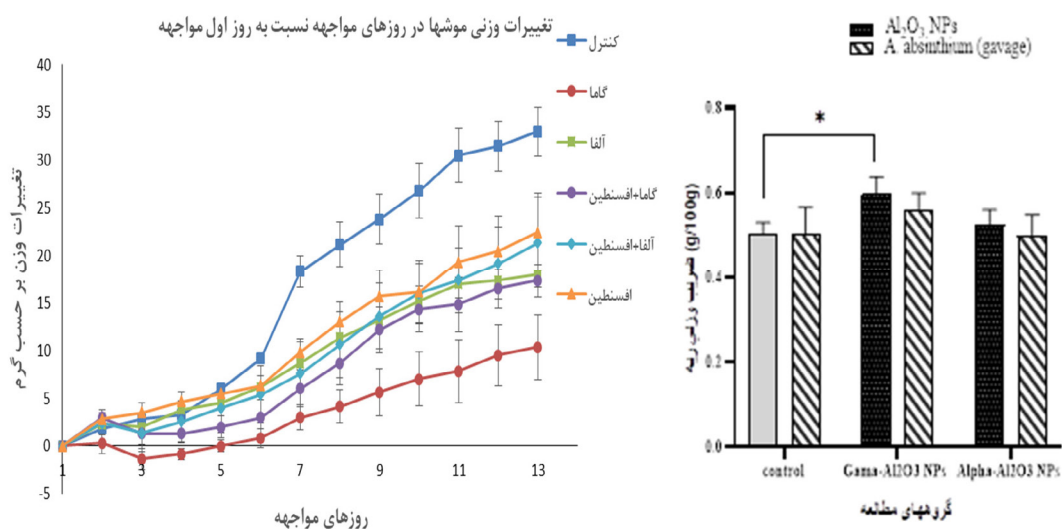 تغییرات وزنی موشها در روزهای مواجهه نسبت به روز اول مواجهه
تغییرات وزن بر حسب گرم
40
35
30
25
20
15
10
5
0
-5
1
3
5
7
9
11
13
روزهای مواجهه
کنترل
گاما
آلفا
گاما+افسنطین
آلفا+افسنطین
افسنطین
Al₂O₃ NPs
A. absinthium (gavage)
ضریب وزنی ریه (g/100g)
0.8
0.6
0.4
0.2
0.0
*
control
Gama-Al2O3 NPs
Alpha-Al2O3 NPs
گروههای مطالعه